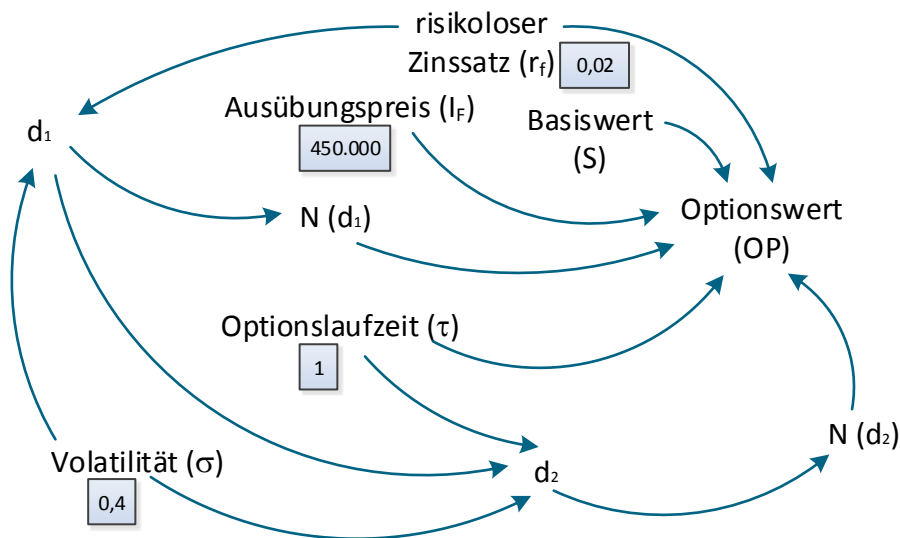 risikoloser
Zinssatz (rf) 0,02
Ausübungspreis (IF)
450.000
Basiswert
(S)
d1
N (d1)
Optionswert
(OP)
Optionslaufzeit (τ)
1
Volatilität (σ)
0,4
d2
N (d2)